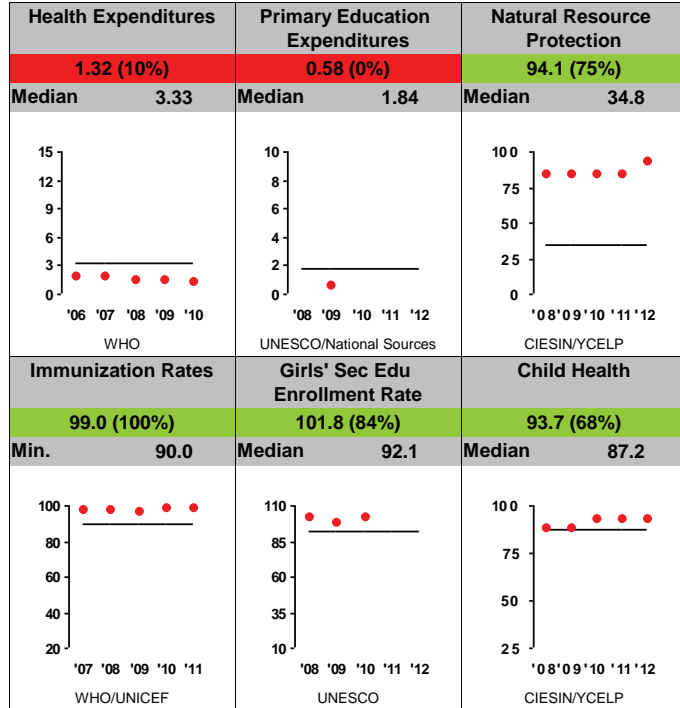 Health Expenditures
1.32 (10%)
Median 3.33
15
12
9
6
3
0
'06 '07 '08 '09 '10
WHO
Primary Education
Expenditures
0.58 (0%)
Median 1.84
10
8
6
4
2
0
'08 '09 '10 '11 '12
UNESCO/National Sources
Natural Resource
Protection
94.1 (75%)
Median 34.8
100
75
50
25
0
'08 '09 '10 '11 '12
CIESIN/YCELP
Immunization Rates
99.0 (100%)
Min. 90.0
100
80
60
40
20
'07 '08 '09 '10 '11
WHO/UNICEF
Girls' Sec Edu
Enrollment Rate
101.8 (84%)
Median 92.1
110
85
60
35
10
'08 '09 '10 '11 '12
UNESCO
Child Health
93.7 (68%)
Median 87.2
100
75
50
25
'08 '09 '10 '11 '12
CIESIN/YCELP